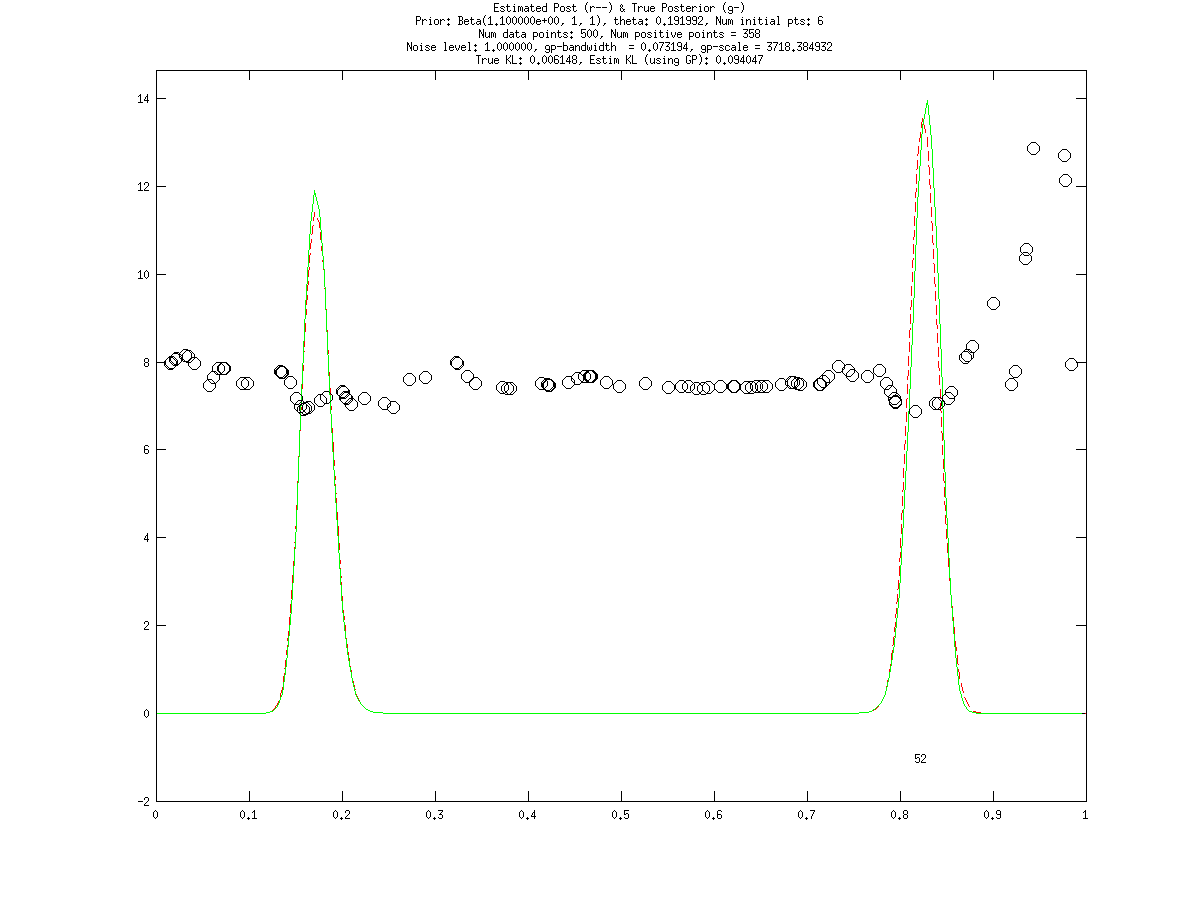 Estimated Post (r--) & True Posterior (g-)
Prior: Beta(1.100000e+00, 1, 1), theta: 0.191992, Num initial pts: 6
Num data points: 500, Num positive points = 358
Noise level: 1.000000, gp-bandwidth  = 0.073194, gp-scale = 3718.384932
True KL: 0.006148, Estim KL (using GP): 0.094047
14
12
10
8
6
4
2
0
52
-2
0 0.1 0.2 0.3 0.4 0.5 0.6 0.7 0.8 0.9 1